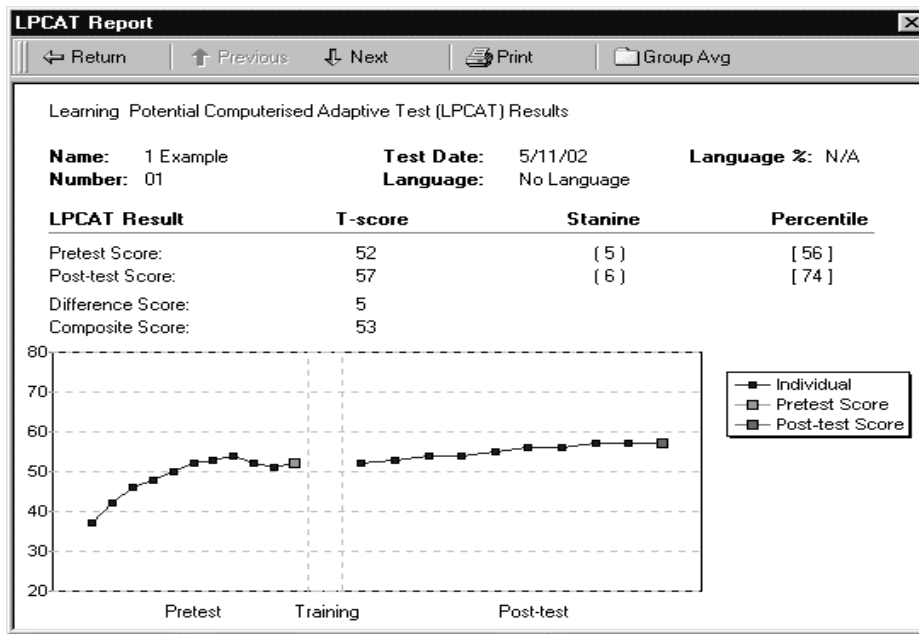 LPCAT Report
Return Previous Next Print Group Avg
Learning Potential Computerised Adaptive Test (LPCAT) Results
Name: 1 Example Test Date: 5/11/02 Language %: N/A
Number: 01 Language: No Language
LPCAT Result T-score Stanine Percentile
Pretest Score: 52 ( 5 ) [ 56 ]
Post-test Score: 57 ( 6 ) [ 74 ]
Difference Score: 5
Composite Score: 53
80
70
60
50
40
30
20
Individual
Pretest Score
Post-test Score
Pretest Training Post-test